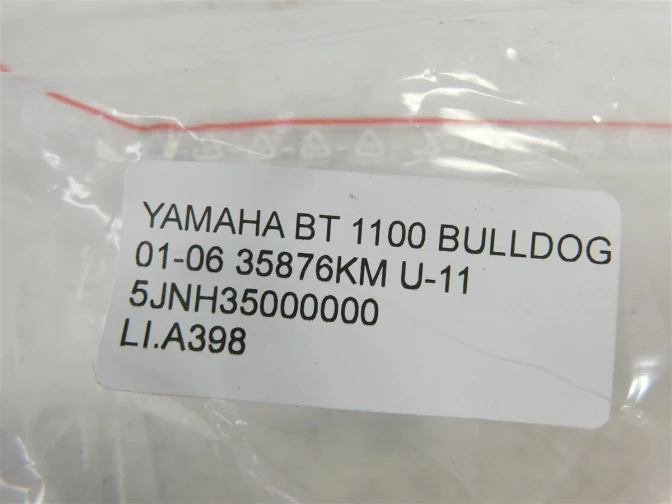 YAMAHA BT 1100 BULLDOG
01-06 35876KM U-11
5JNH35000000
LI.A398